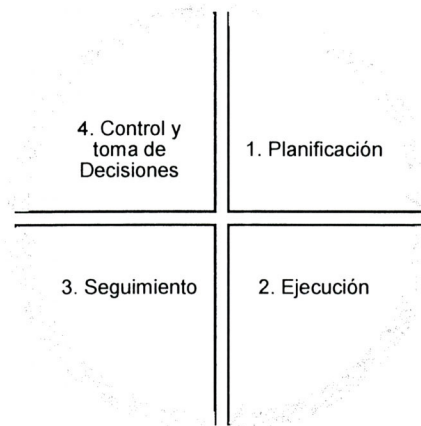 4. Control y
toma de
Decisiones
1. Planificación
3. Seguimiento
2. Ejecución